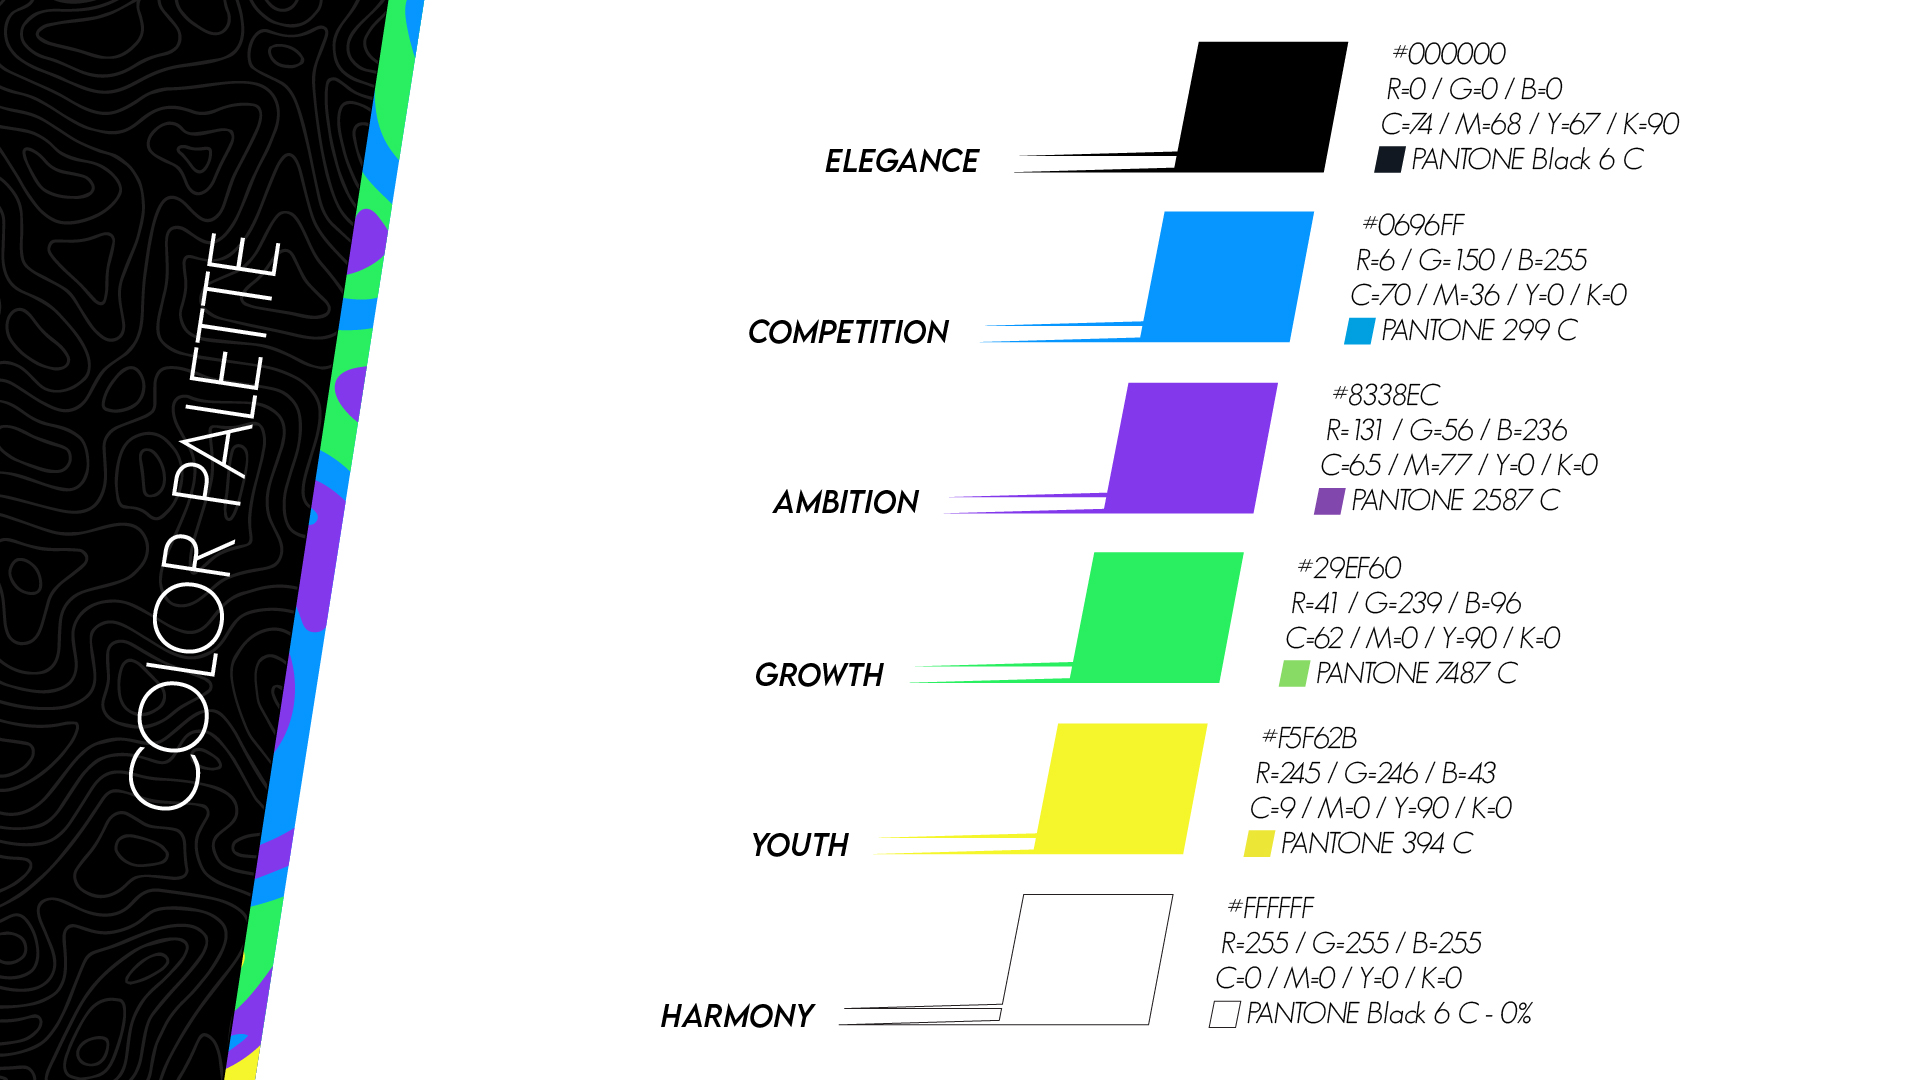 COLOR PALETTE
ELEGANCE
#000000
R=0 / G=0 / B=0
C=74 / M=68 / Y=67 / K=90
PANTONE Black 6 C
COMPETITION
#0696FF
R=6 / G=150 / B=255
C=70 / M=36 / Y=0 / K=0
PANTONE 299 C
AMBITION
#8338EC
R=131 / G=56 / B=236
C=65 / M=77 / Y=0 / K=0
PANTONE 2587 C
GROWTH
#29EF60
R=41 / G=239 / B=96
C=62 / M=0 / Y=90 / K=0
PANTONE 7487 C
YOUTH
#F5F62B
R=245 / G=246 / B=43
C=9 / M=0 / Y=90 / K=0
PANTONE 394 C
HARMONY
#FFFFFF
R=255 / G=255 / B=255
C=0 / M=0 / Y=0 / K=0
PANTONE Black 6 C - 0%